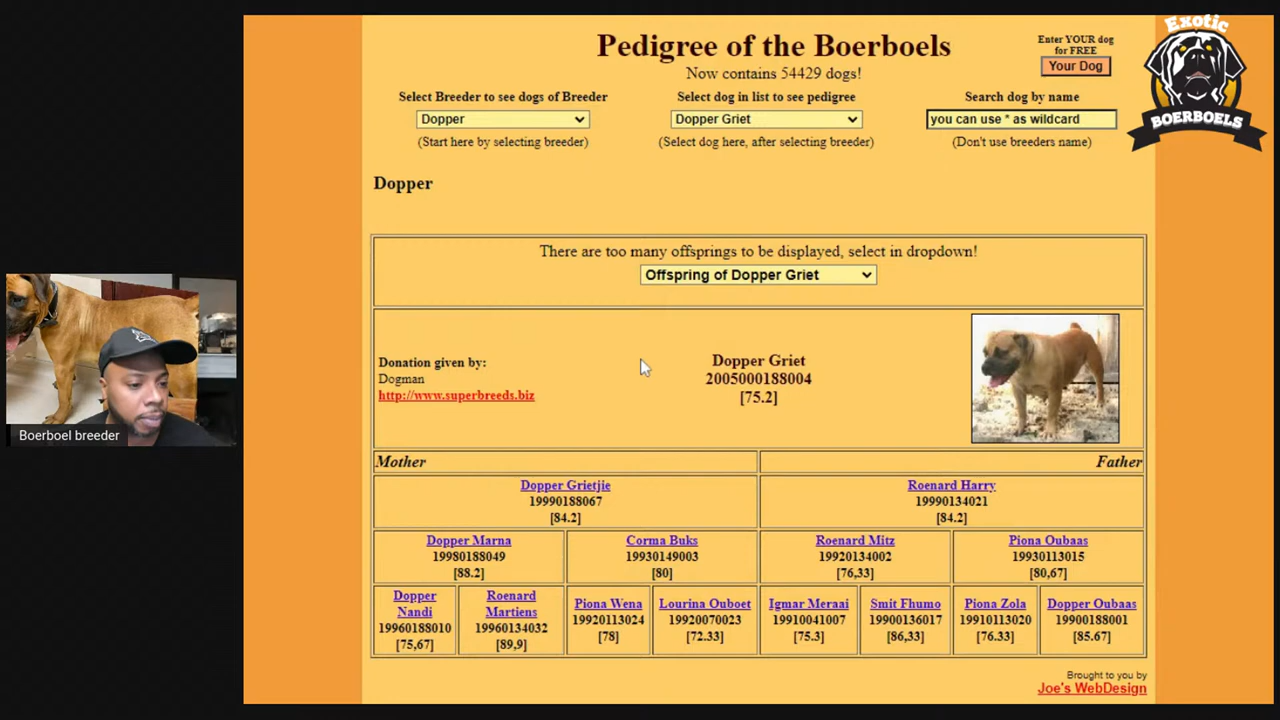 Pedigree of the Boerboels
Now contains 54429 dogs!
Enter YOUR dog
for FREE
Your Dog
Exotic
BOERBOELS
Select Breeder to see dogs of Breeder
Dopper
(Start here by selecting breeder)
Select dog in list to see pedigree
Dopper Griet
(Select dog here, after selecting breeder)
Search dog by name
you can use * as wildcard
(Don't use breeders name)
Dopper
There are too many offsprings to be displayed, select in dropdown!
Offspring of Dopper Griet
Donation given by:
Dogman
http://www.superbreeds.biz
Dopper Griet
2005000188004
[75.2]
Mother
Father
Dopper Grietjie
19990188067
[84.2]
Roenard Harry
19990134021
[84.2]
Dopper Marna
19980188049
[88.2]
Corma Buks
19930149003
[80]
Roenard Mitz
19920134002
[76,33]
Piona Oubaas
19930113015
[80,67]
Dopper
Nandi
19960188010
[75,67]
Roenard
Martiens
19960134032
[89,9]
Piona Wena
19920113024
[78]
Lourina Ouboet
19920070023
[72.33]
Igmar Meraai
19910041007
[75.3]
Smit Fhumo
19900136017
[86,33]
Piona Zola
19910113020
[76.33]
Dopper Oubaas
19900188001
[85.67]
Brought to you by
Joe's WebDesign
Boerboel breeder